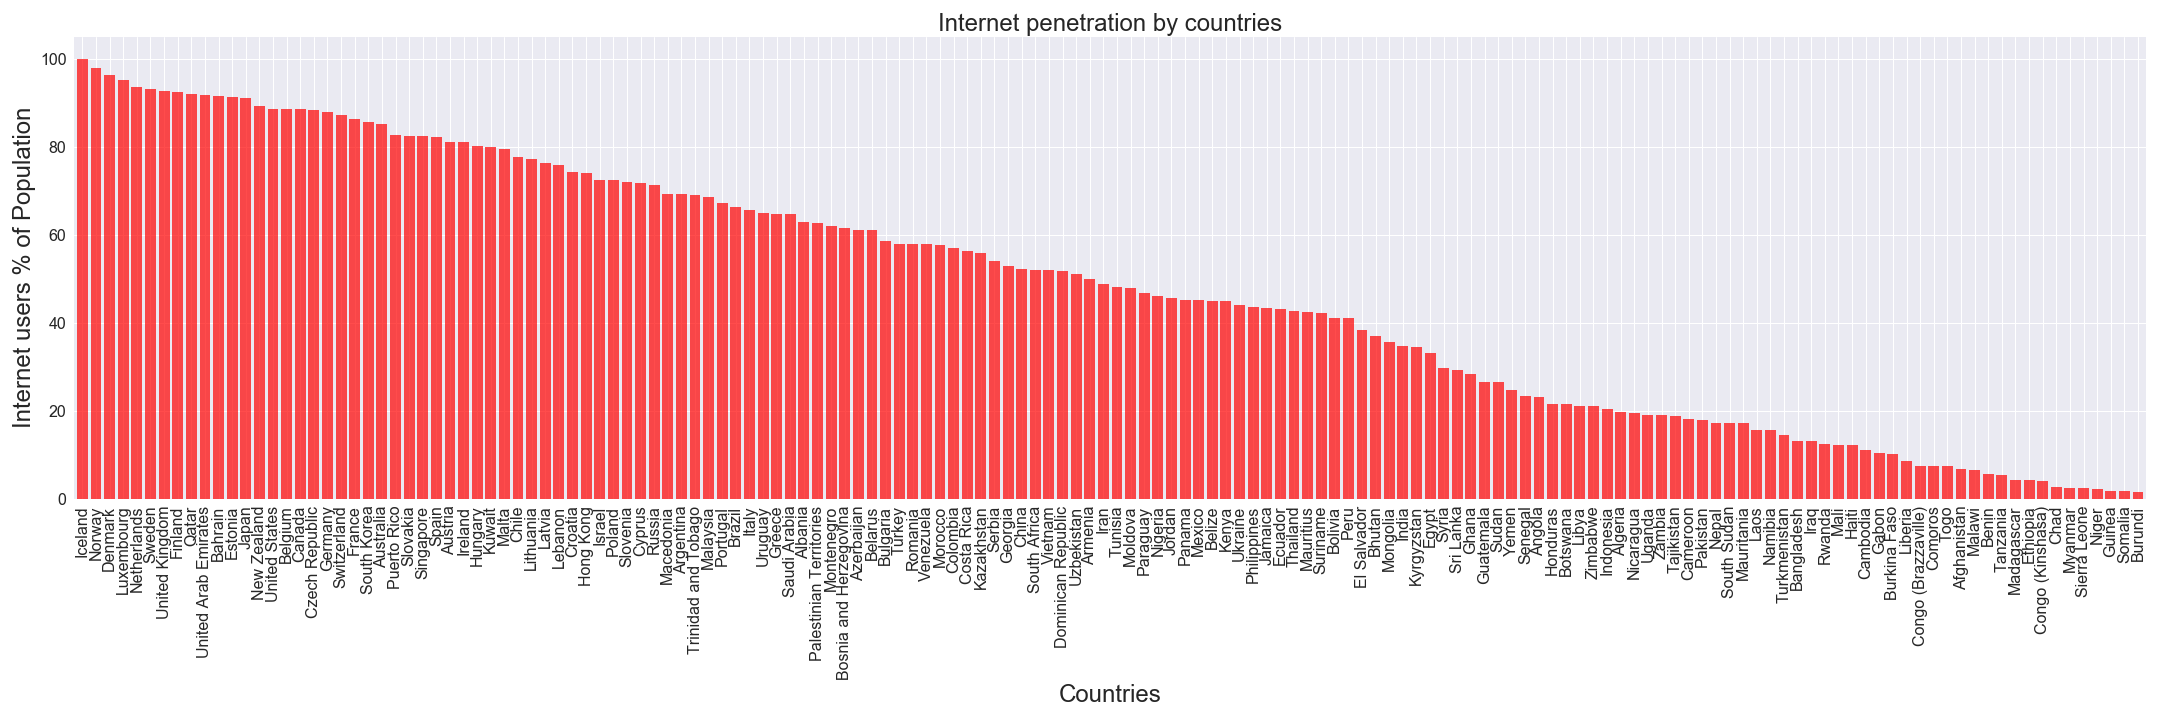 Internet penetration by countries
Internet users % of Population
100
80
60
40
20
0
Iceland
Norway
Denmark
Luxembourg
Netherlands
Sweden
United Kingdom
Finland
Qatar
United Arab Emirates
Bahrain
Estonia
Japan
New Zealand
United States
Belgium
Canada
Czech Republic
Germany
Switzerland
France
South Korea
Australia
Puerto Rico
Slovakia
Singapore
Spain
Austria
Ireland
Hungary
Kuwait
Malta
Chile
Lithuania
Latvia
Lebanon
Croatia
Hong Kong
Israel
Poland
Slovenia
Cyprus
Russia
Macedonia
Argentina
Trinidad and Tobago
Malaysia
Portugal
Brazil
Italy
Uruguay
Greece
Saudi Arabia
Albania
Palestinian Territories
Montenegro
Bosnia and Herzegovina
Azerbaijan
Belarus
Bulgaria
Turkey
Romania
Venezuela
Morocco
Colombia
Costa Rica
Kazakhstan
Serbia
Georgia
China
South Africa
Vietnam
Dominican Republic
Uzbekistan
Armenia
Iran
Tunisia
Moldova
Paraguay
Nigeria
Jordan
Panama
Mexico
Belize
Kenya
Ukraine
Philippines
Jamaica
Ecuador
Thailand
Mauritius
Suriname
Bolivia
Peru
El Salvador
Bhutan
Mongolia
India
Kyrgyzstan
Egypt
Syria
Sri Lanka
Ghana
Guatemala
Sudan
Yemen
Senegal
Angola
Honduras
Botswana
Libya
Zimbabwe
Indonesia
Algeria
Nicaragua
Uganda
Zambia
Tajikistan
Cameroon
Pakistan
Nepal
South Sudan
Mauritania
Laos
Namibia
Turkmenistan
Bangladesh
Iraq
Rwanda
Mali
Haiti
Cambodia
Gabon
Burkina Faso
Liberia
Congo (Brazzaville)
Comoros
Togo
Afghanistan
Malawi
Benin
Tanzania
Madagascar
Ethiopia
Congo (Kinshasa)
Chad
Myanmar
Sierra Leone
Niger
Guinea
Somalia
Burundi
Countries